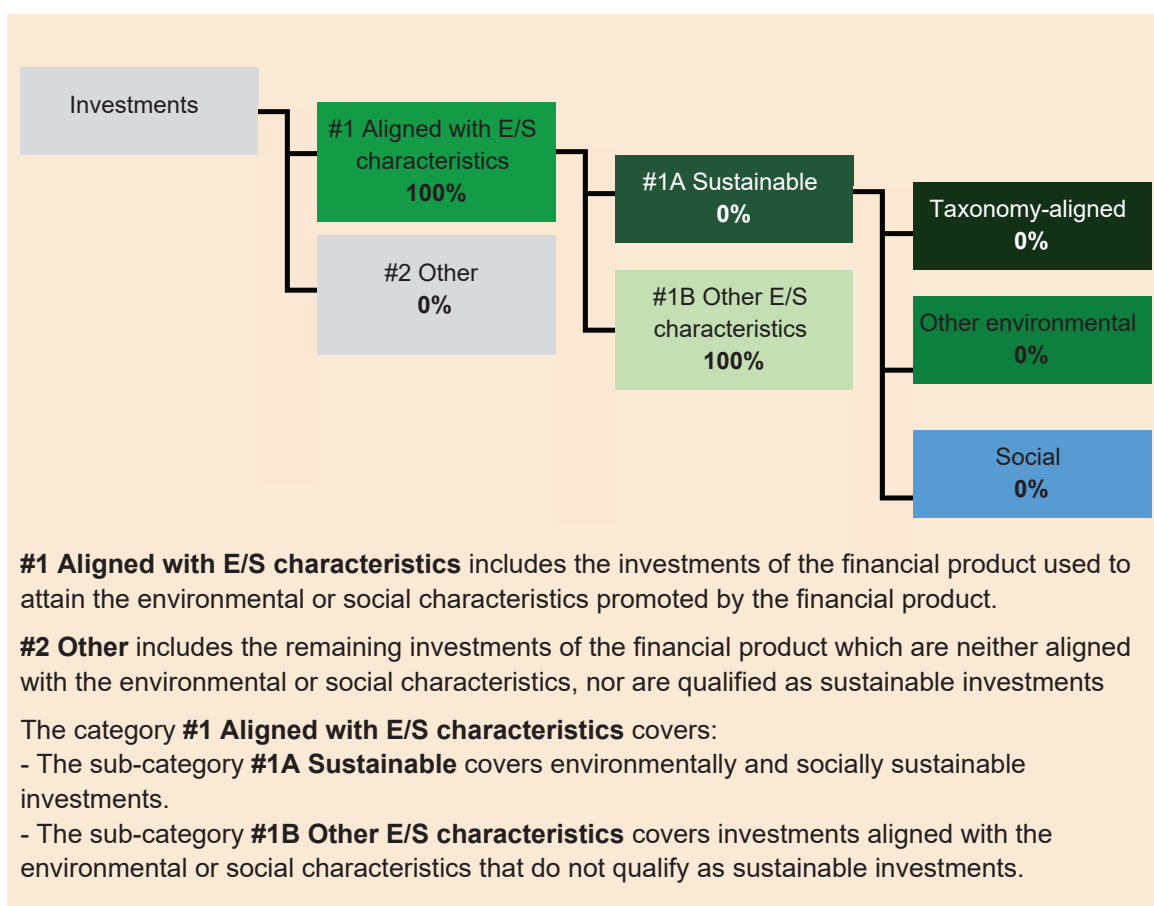 Investments
#1 Aligned with E/S
characteristics
100%
#2 Other
0%
#1A Sustainable
0%
#1B Other E/S
characteristics
100%
Taxonomy-aligned
0%
Other environmental
0%
Social
0%
#1 Aligned with E/S characteristics includes the investments of the financial product used to
attain the environmental or social characteristics promoted by the financial product.
#2 Other includes the remaining investments of the financial product which are neither aligned
with the environmental or social characteristics, nor are qualified as sustainable investments
The category #1 Aligned with E/S characteristics covers:
- The sub-category #1A Sustainable covers environmentally and socially sustainable
investments.
- The sub-category #1B Other E/S characteristics covers investments aligned with the
environmental or social characteristics that do not qualify as sustainable investments.